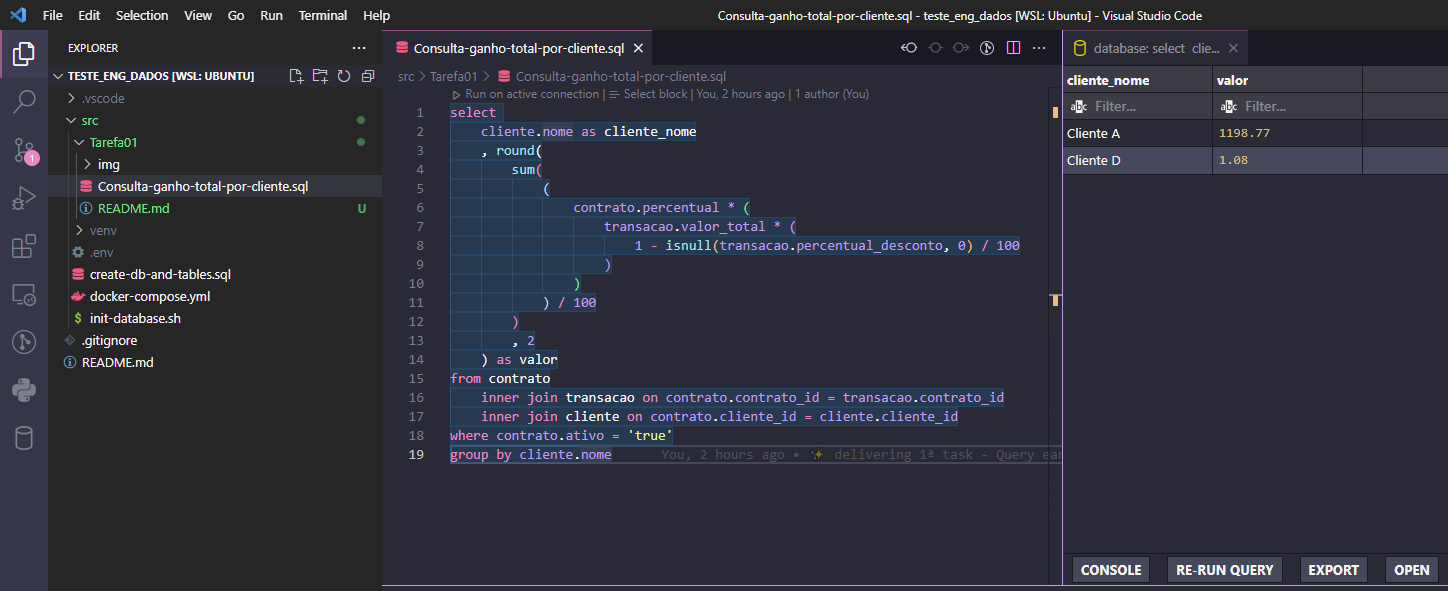 File Edit Selection View Go Run Terminal Help
Consulta-ganho-total-por-cliente.sql - teste_eng_dados [WSL: Ubuntu] - Visual Studio Code
EXPLORER
TESTE_ENG_DADOS [WSL: UBUNTU]
.vscode
src
Tarefa01
img
Consulta-ganho-total-por-cliente.sql
README.md U
venv
.env
create-db-and-tables.sql
docker-compose.yml
$ init-database.sh
.gitignore
README.md
1
Consulta-ganho-total-por-cliente.sql
src > Tarefa01 > Consulta-ganho-total-por-cliente.sql
Run on active connection | Select block | You, 2 hours ago | 1 author (You)
1 select
2 cliente.nome as cliente_nome
3 , round(
4 sum(
5 (
6 contrato.percentual * (
7 transacao.valor_total * (
8 1 - isnull(transacao.percentual_desconto, 0) / 100
9 )
10 )
11 ) / 100
12 )
13 , 2
14 ) as valor
15 from contrato
16 inner join transacao on contrato.contrato_id = transacao.contrato_id
17 inner join cliente on contrato.cliente_id = cliente.cliente_id
18 where contrato.ativo = 'true'
19 group by cliente.nome You, 2 hours ago • ✨ delivering 1ª task - Query ear
database: select clie...
cliente_nome valor
abc Filter... abc Filter...
Cliente A 1198.77
Cliente D 1.08
CONSOLE RE-RUN QUERY EXPORT OPEN